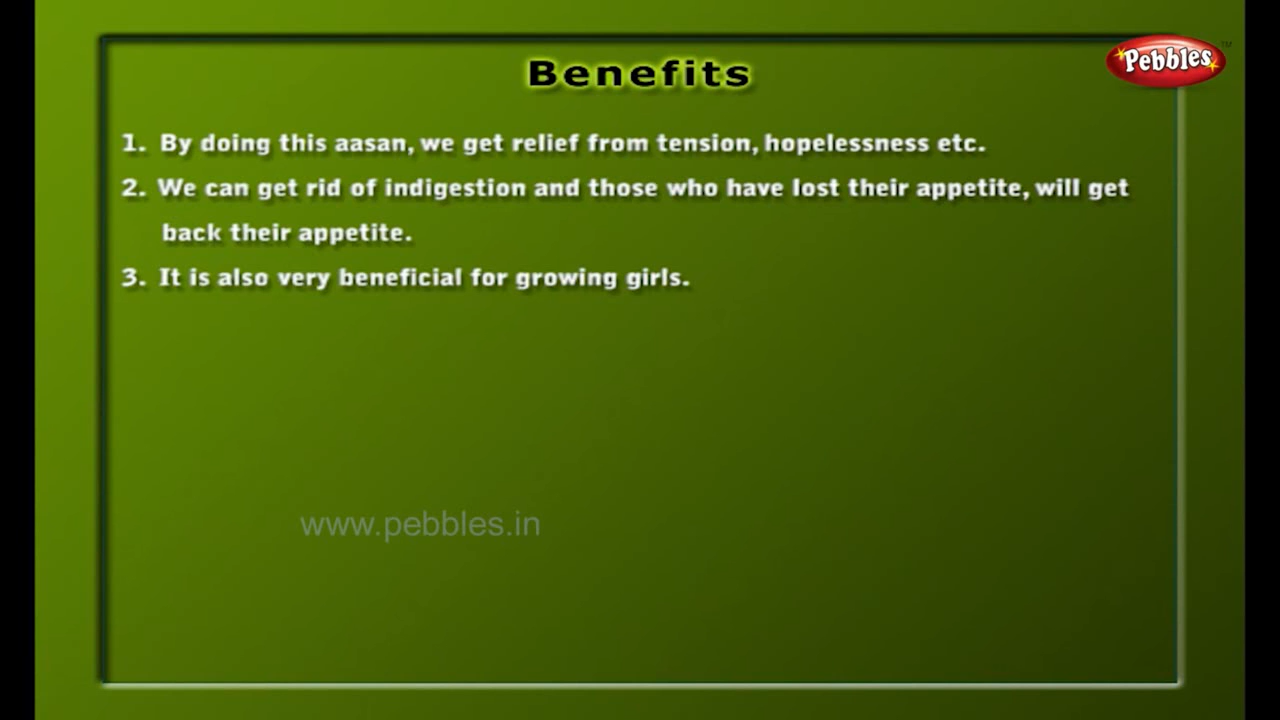 Benefits
Pebbles™
1. By doing this aasan, we get relief from tension, hopelessness etc.
2. We can get rid of indigestion and those who have lost their appetite, will get
back their appetite.
3. It is also very beneficial for growing girls.
www.pebbles.in